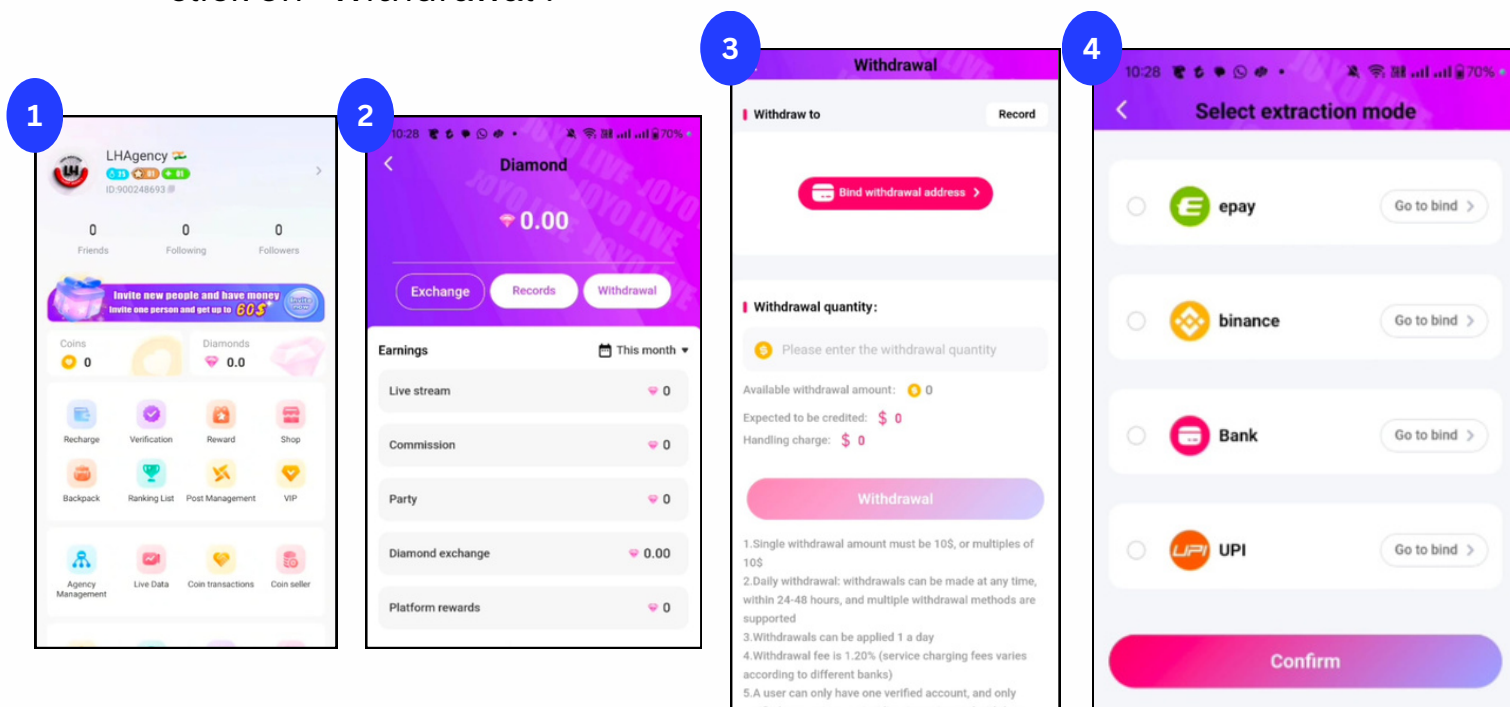 click on "Withdrawal".
1
LHAgency
ID:900248693
0 0 0
Friends Following Followers
Invite new people and have money
Invite one person and get up to 60$
Invite now
Coins Diamonds
0 0.0
Recharge Verification Reward Shop
Backpack Ranking List Post Management VIP
Agency Management Live Data Coin transactions Coin seller
2
10:28 70%
Diamond
JOYO LIVE
0.00
Exchange Records Withdrawal
Earnings This month
Live stream 0
Commission 0
Party 0
Diamond exchange 0.00
Platform rewards 0
3
Withdrawal
Withdraw to Record
Bind withdrawal address >
Withdrawal quantity:
Please enter the withdrawal quantity
Available withdrawal amount: 0
Expected to be credited: $ 0
Handling charge: $ 0
Withdrawal
1.Single withdrawal amount must be 10$, or multiples of
10$
2.Daily withdrawal: withdrawals can be made at any time,
within 24-48 hours, and multiple withdrawal methods are
supported
3.Withdrawals can be applied 1 a day
4.Withdrawal fee is 1.20% (service charging fees varies
according to different banks)
5.A user can only have one verified account, and only
4
10:28 70%
Select extraction mode
epay Go to bind >
binance Go to bind >
Bank Go to bind >
UPI UPI Go to bind >
Confirm